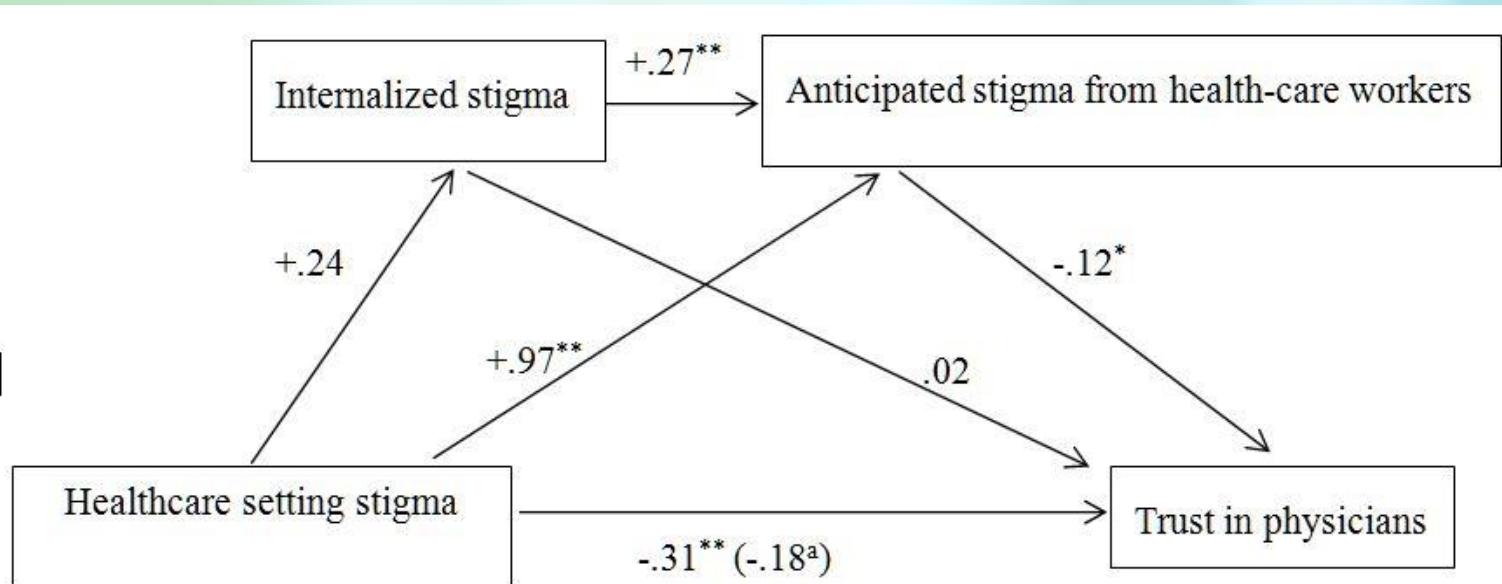 Internalized stigma
+.27**
Anticipated stigma from health-care workers
+.24
-.12*
+.97**
.02
Healthcare setting stigma
-.31** (-.18ª)
Trust in physicians